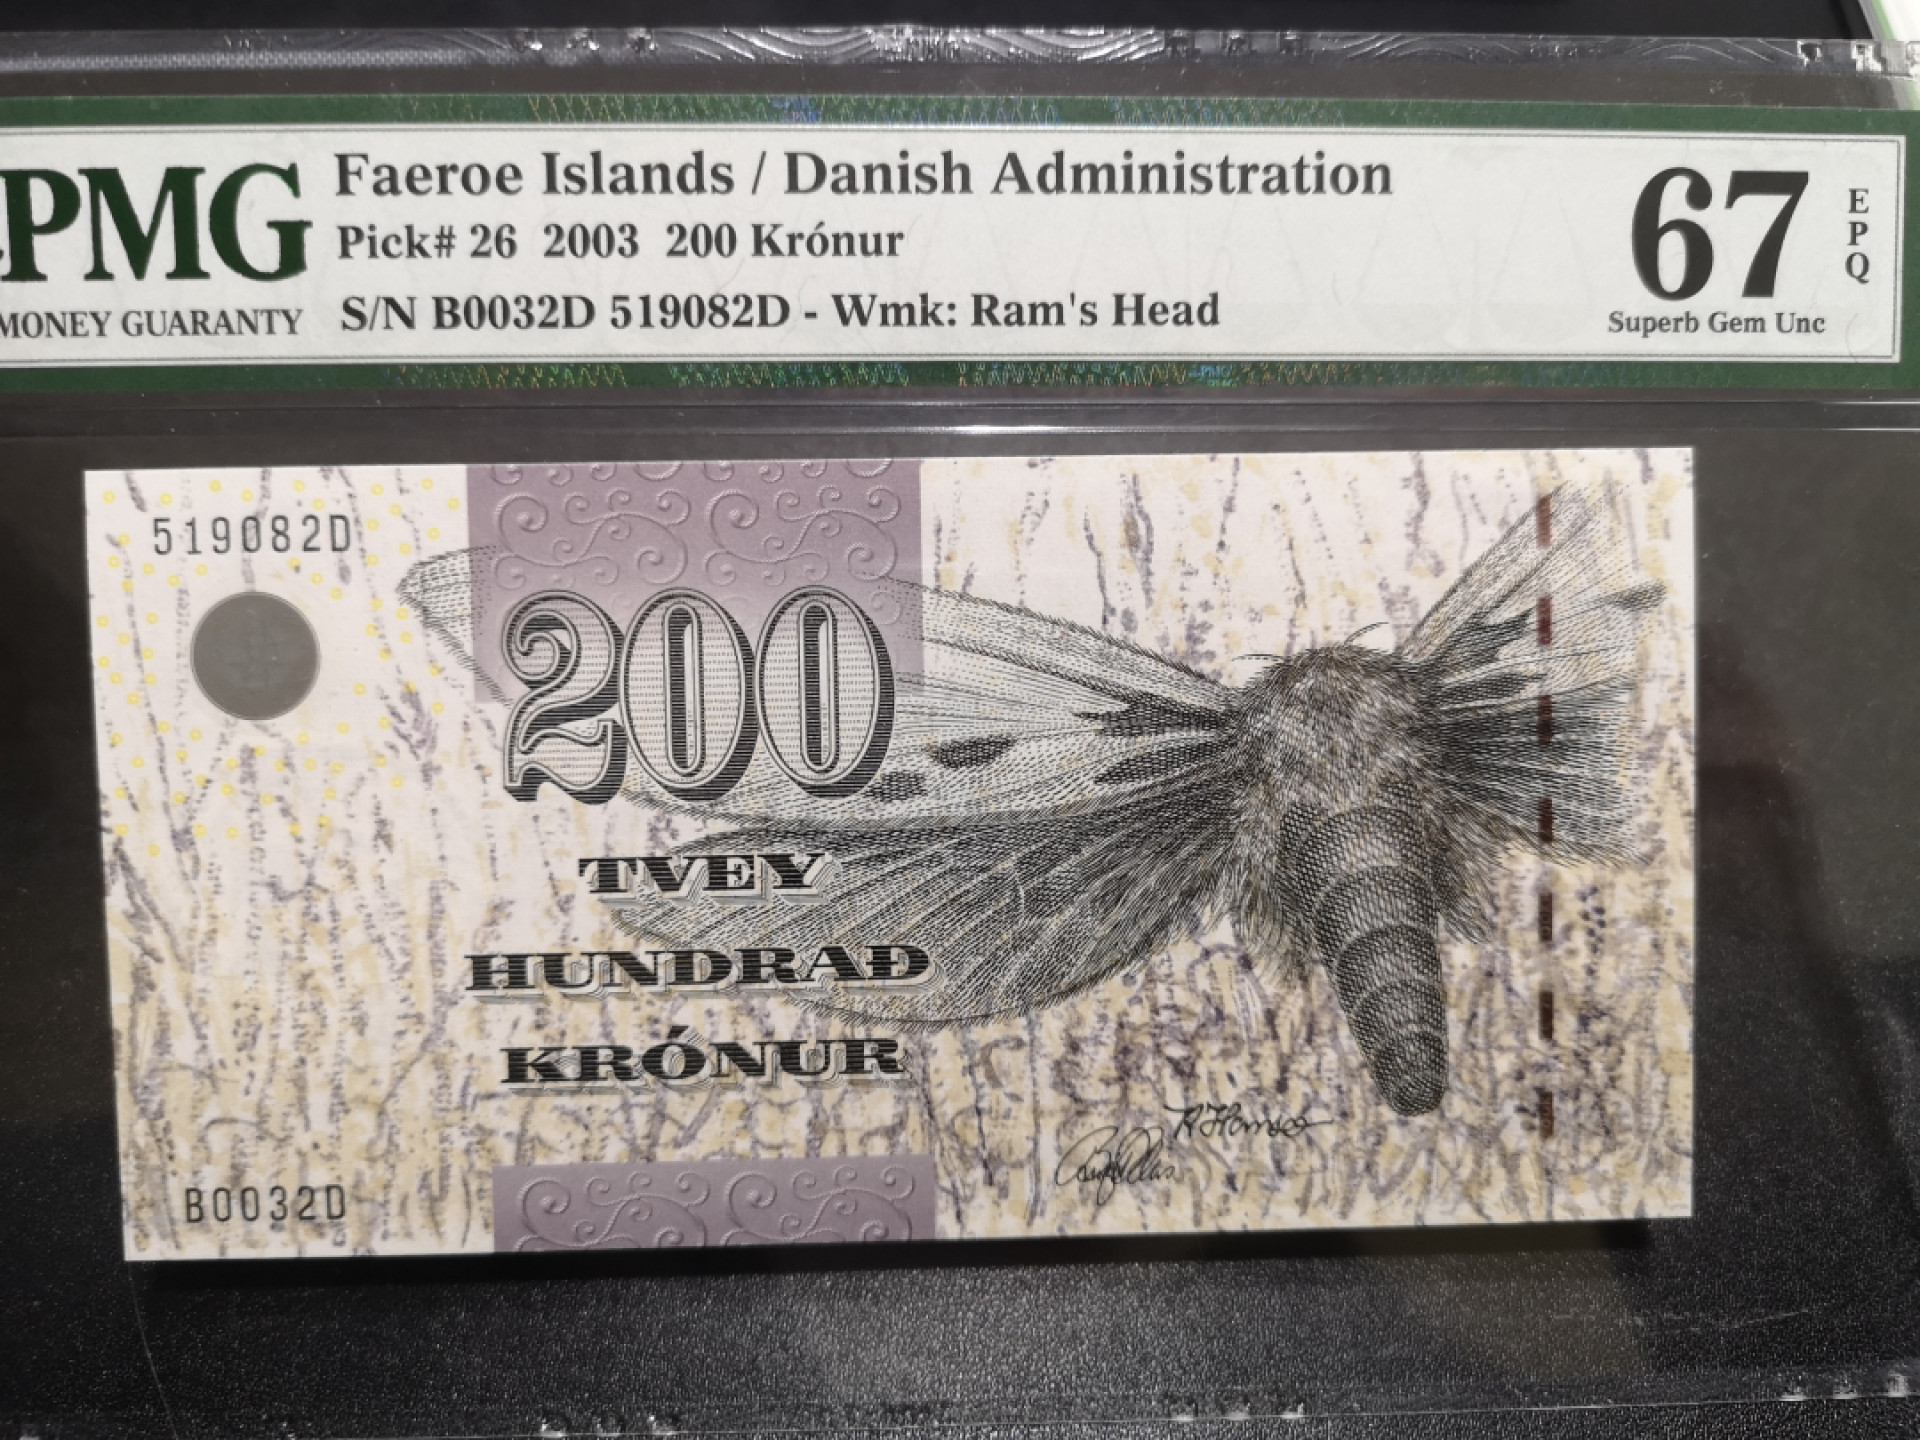 PMG
MONEY GUARANTY
Faeroe Islands / Danish Administration
Pick# 26 2003 200 Krónur
S/N B0032D 519082D - Wmk: Ram's Head
67
EPQ
Superb Gem Unc
519082D
200
TVEY
HUNDRAÐ
KRÓNUR
B0032D